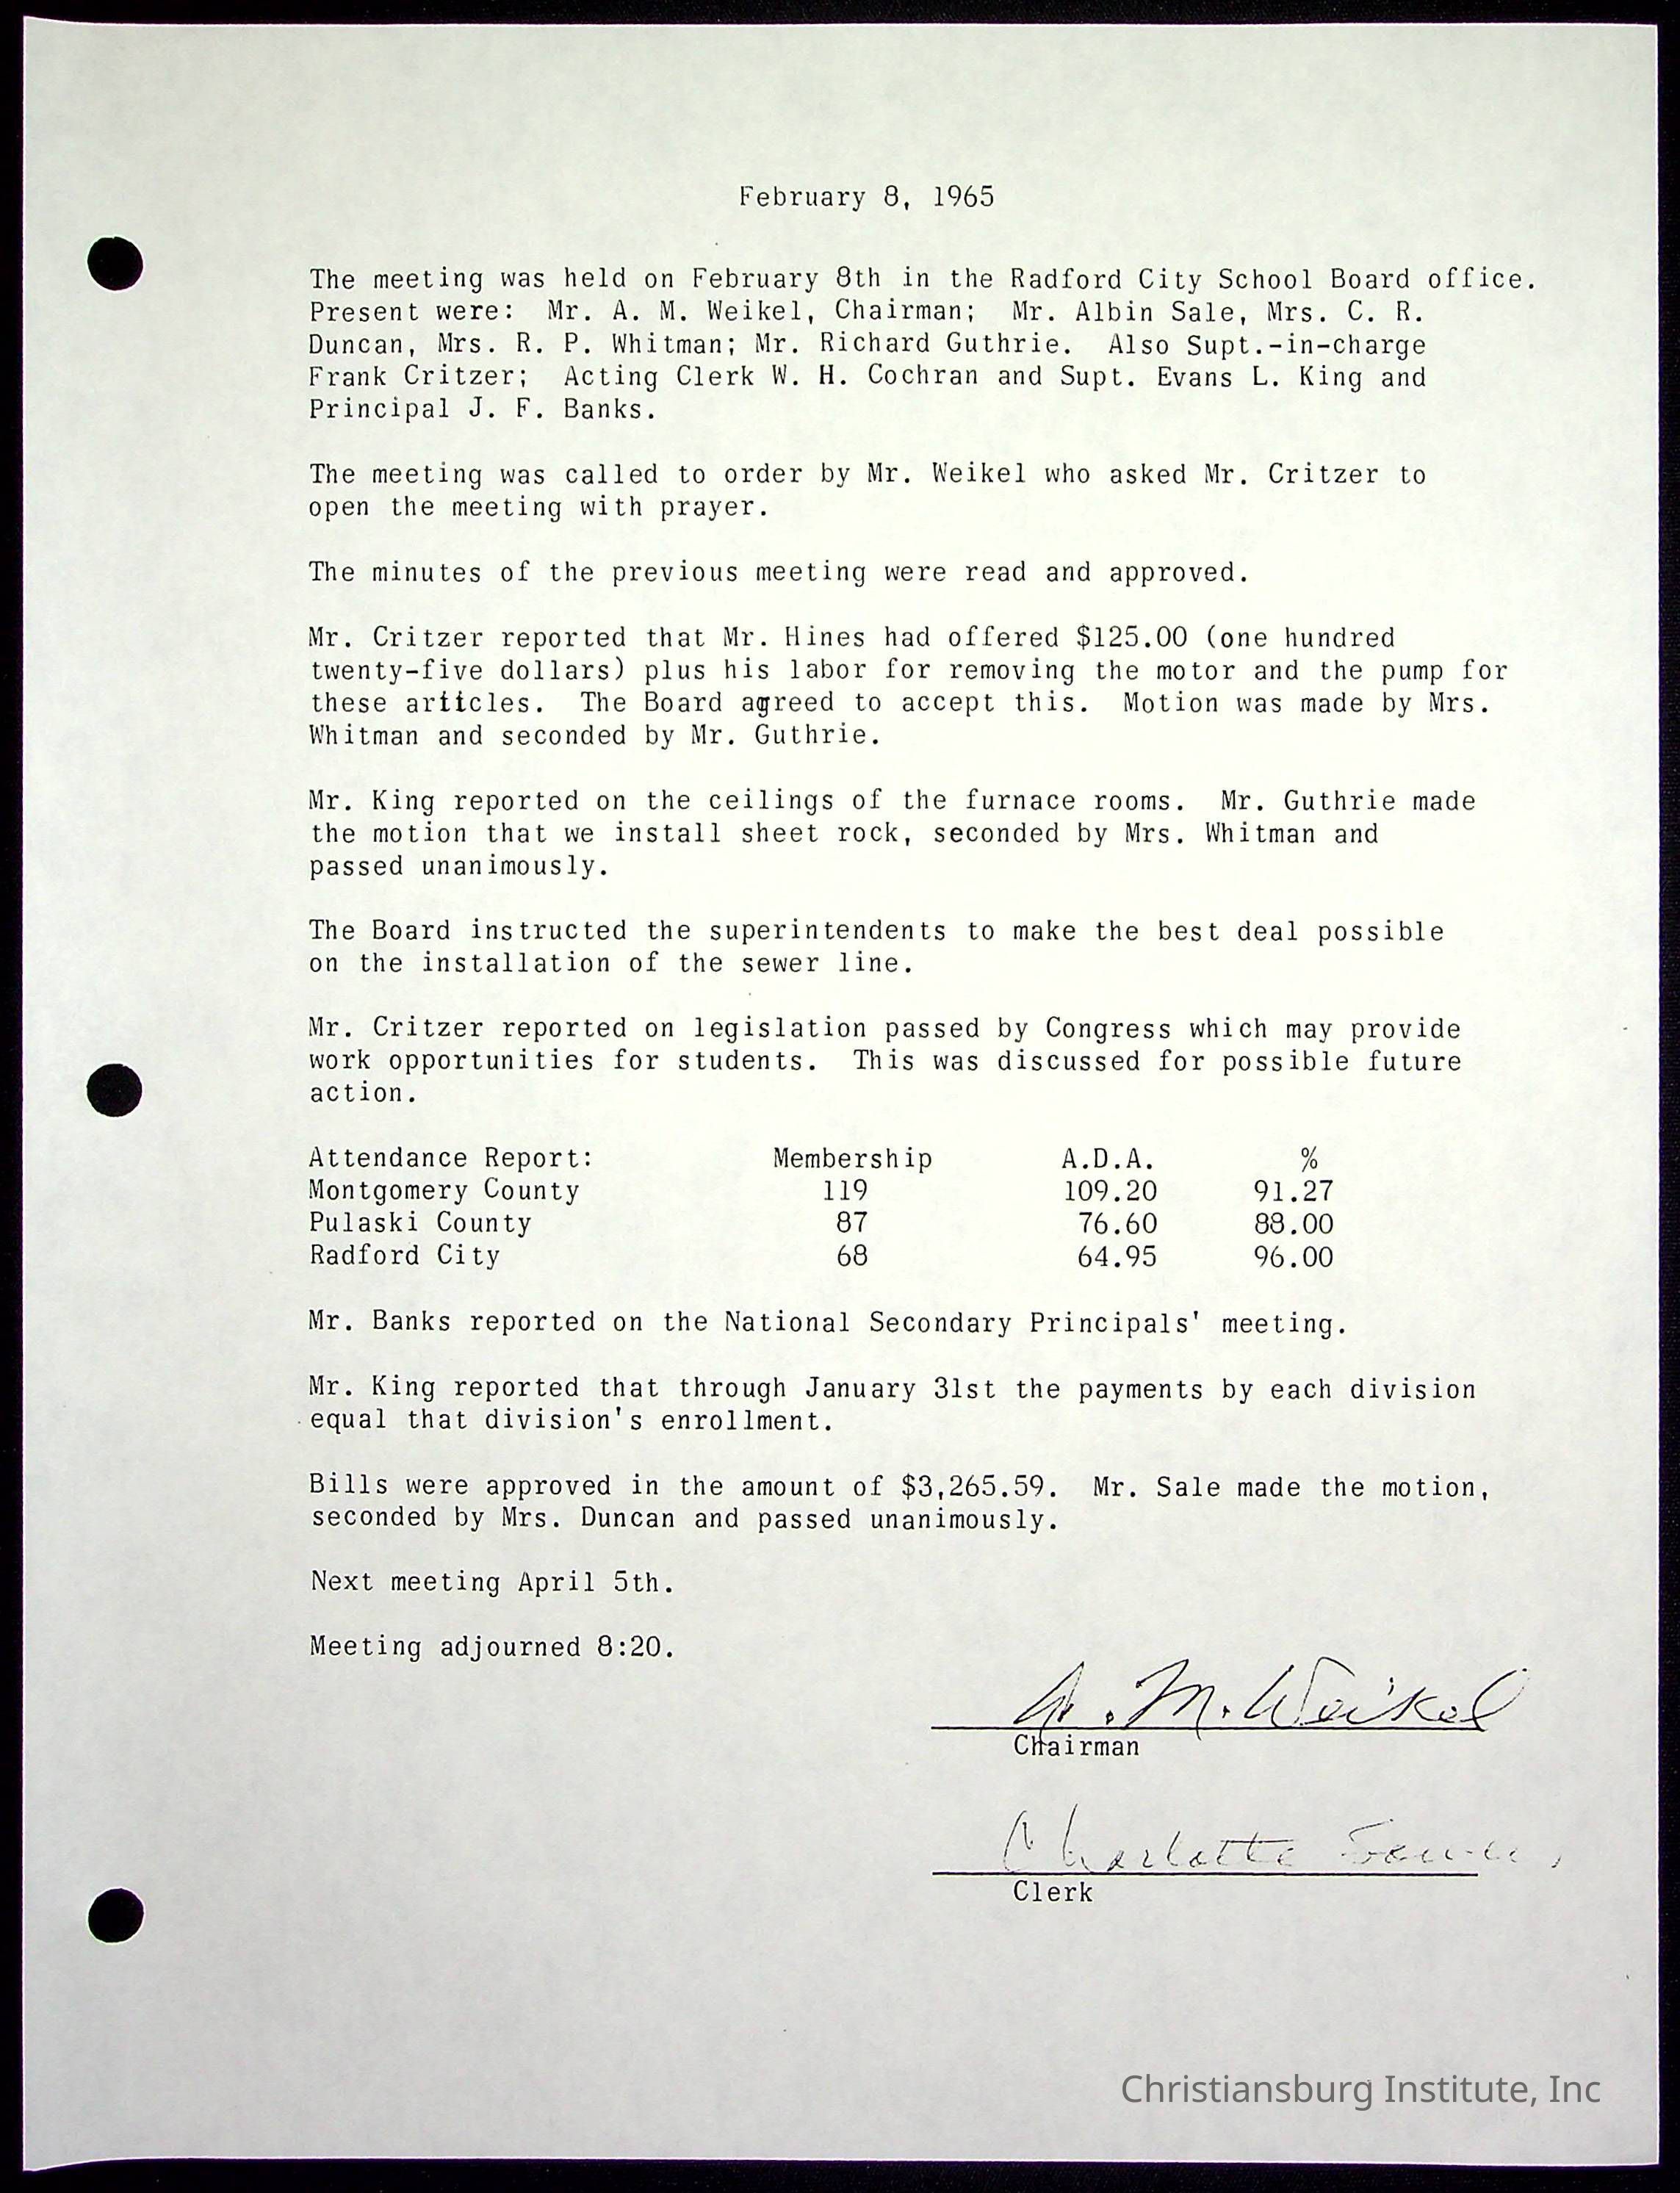 February 8, 1965
The meeting was held on February 8th in the Radford City School Board office.
Present were: Mr. A. M. Weikel, Chairman; Mr. Albin Sale, Mrs. C. R.
Duncan, Mrs. R. P. Whitman; Mr. Richard Guthrie. Also Supt.-in-charge
Frank Critzer; Acting Clerk W. H. Cochran and Supt. Evans L. King and
Principal J. F. Banks.
The meeting was called to order by Mr. Weikel who asked Mr. Critzer to
open the meeting with prayer.
The minutes of the previous meeting were read and approved.
Mr. Critzer reported that Mr. Hines had offered $125.00 (one hundred
twenty-five dollars) plus his labor for removing the motor and the pump for
these articles. The Board agreed to accept this. Motion was made by Mrs.
Whitman and seconded by Mr. Guthrie.
Mr. King reported on the ceilings of the furnace rooms. Mr. Guthrie made
the motion that we install sheet rock, seconded by Mrs. Whitman and
passed unanimously.
The Board instructed the superintendents to make the best deal possible
on the installation of the sewer line.
Mr. Critzer reported on legislation passed by Congress which may provide
work opportunities for students. This was discussed for possible future
action.
Attendance Report: Membership A.D.A. %
Montgomery County 119 109.20 91.27
Pulaski County 87 76.60 88.00
Radford City 68 64.95 96.00
Mr. Banks reported on the National Secondary Principals' meeting.
Mr. King reported that through January 31st the payments by each division
equal that division's enrollment.
Bills were approved in the amount of $3,265.59. Mr. Sale made the motion,
seconded by Mrs. Duncan and passed unanimously.
Next meeting April 5th.
Meeting adjourned 8:20.
A. M. Weikel
Chairman
Charlotte
Clerk
Christiansburg Institute, Inc